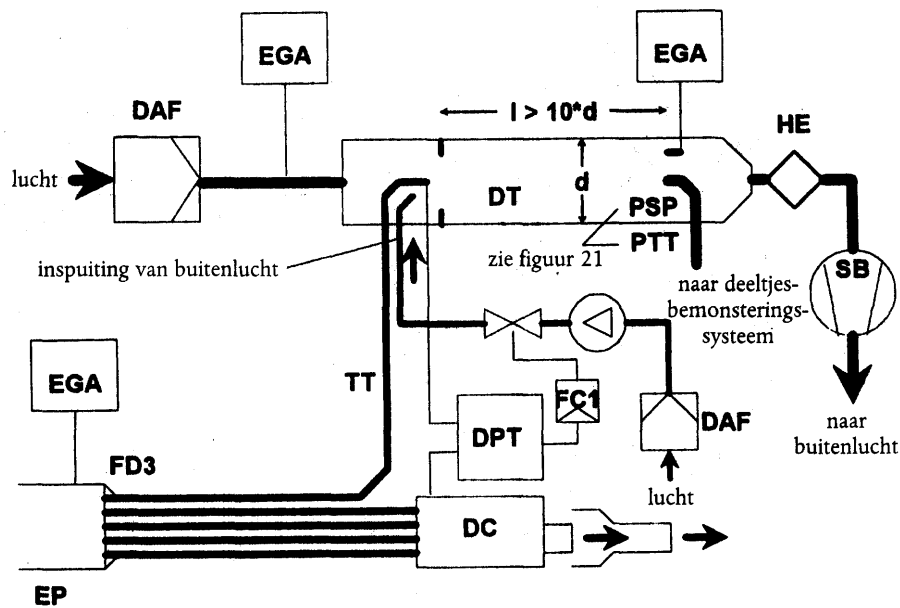 EGA
EGA
DAF
l > 10*d
HE
lucht
d
DT
PSP
PTT
zie figuur 21
inspuiting van buitenlucht
naar deeltjes-
bemonsterings-
systeem
SB
TT
EGA
FC1
DPT
DAF
naar
buitenlucht
FD3
lucht
DC
EP